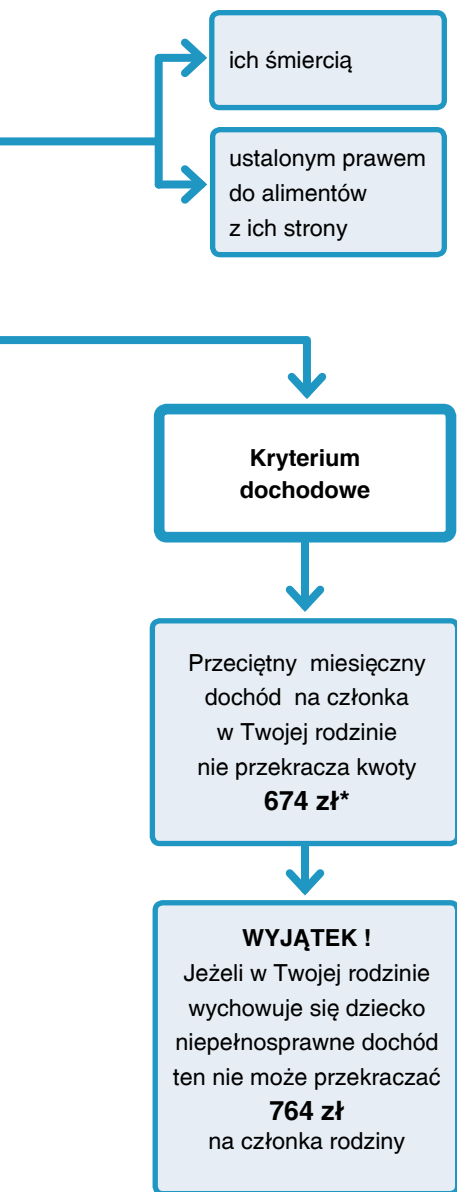 ich śmiercią
ustalonym prawem
do alimentów
z ich strony
Kryterium
dochodowe
Przeciętny miesięczny
dochód na członka
w Twojej rodzinie
nie przekracza kwoty
674 zł*
WYJĄTEK !
Jeżeli w Twojej rodzinie
wychowuje się dziecko
niepełnosprawne dochód
ten nie może przekraczać
764 zł
na członka rodziny